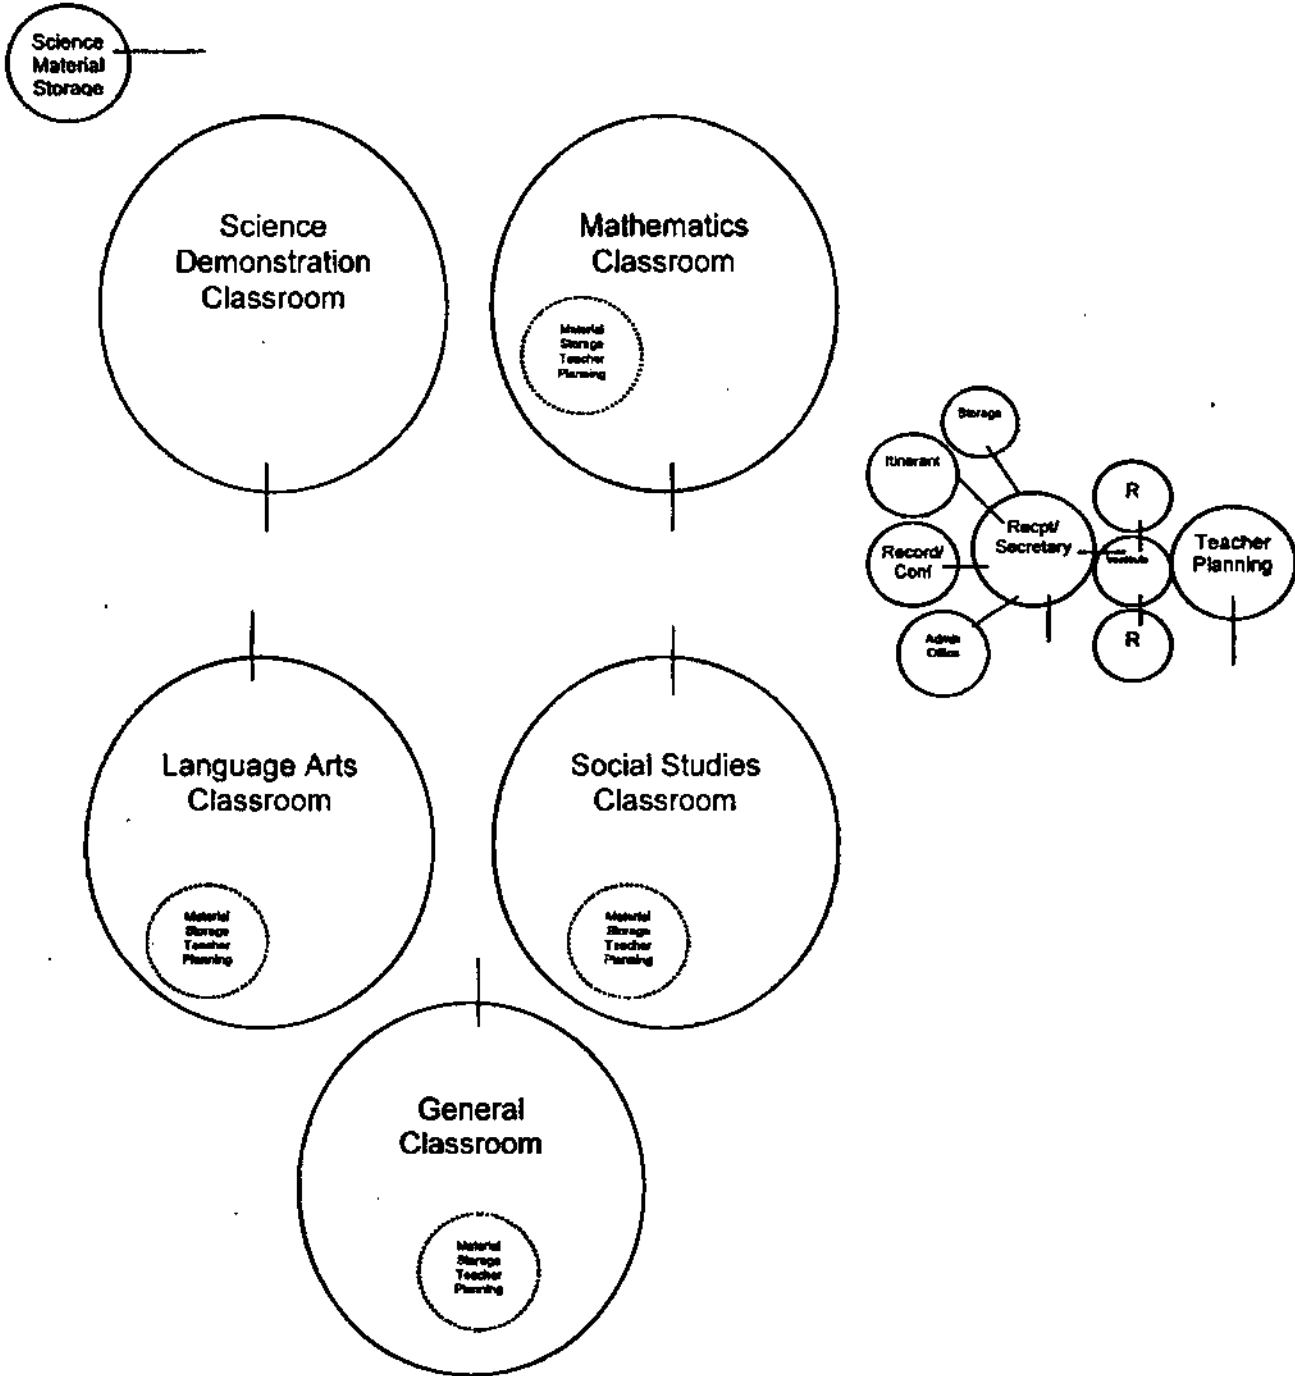 Science
Material
Storage
Science
Demonstration
Classroom
Mathematics
Classroom
Material
Storage
Teacher
Planning
Storage
Itinerant
Recpt/
Secretary
Record/
Conf
Admin
Office
R
R
Teacher
Planning
Language Arts
Classroom
Material
Storage
Teacher
Planning
Social Studies
Classroom
Material
Storage
Teacher
Planning
General
Classroom
Material
Storage
Teacher
Planning